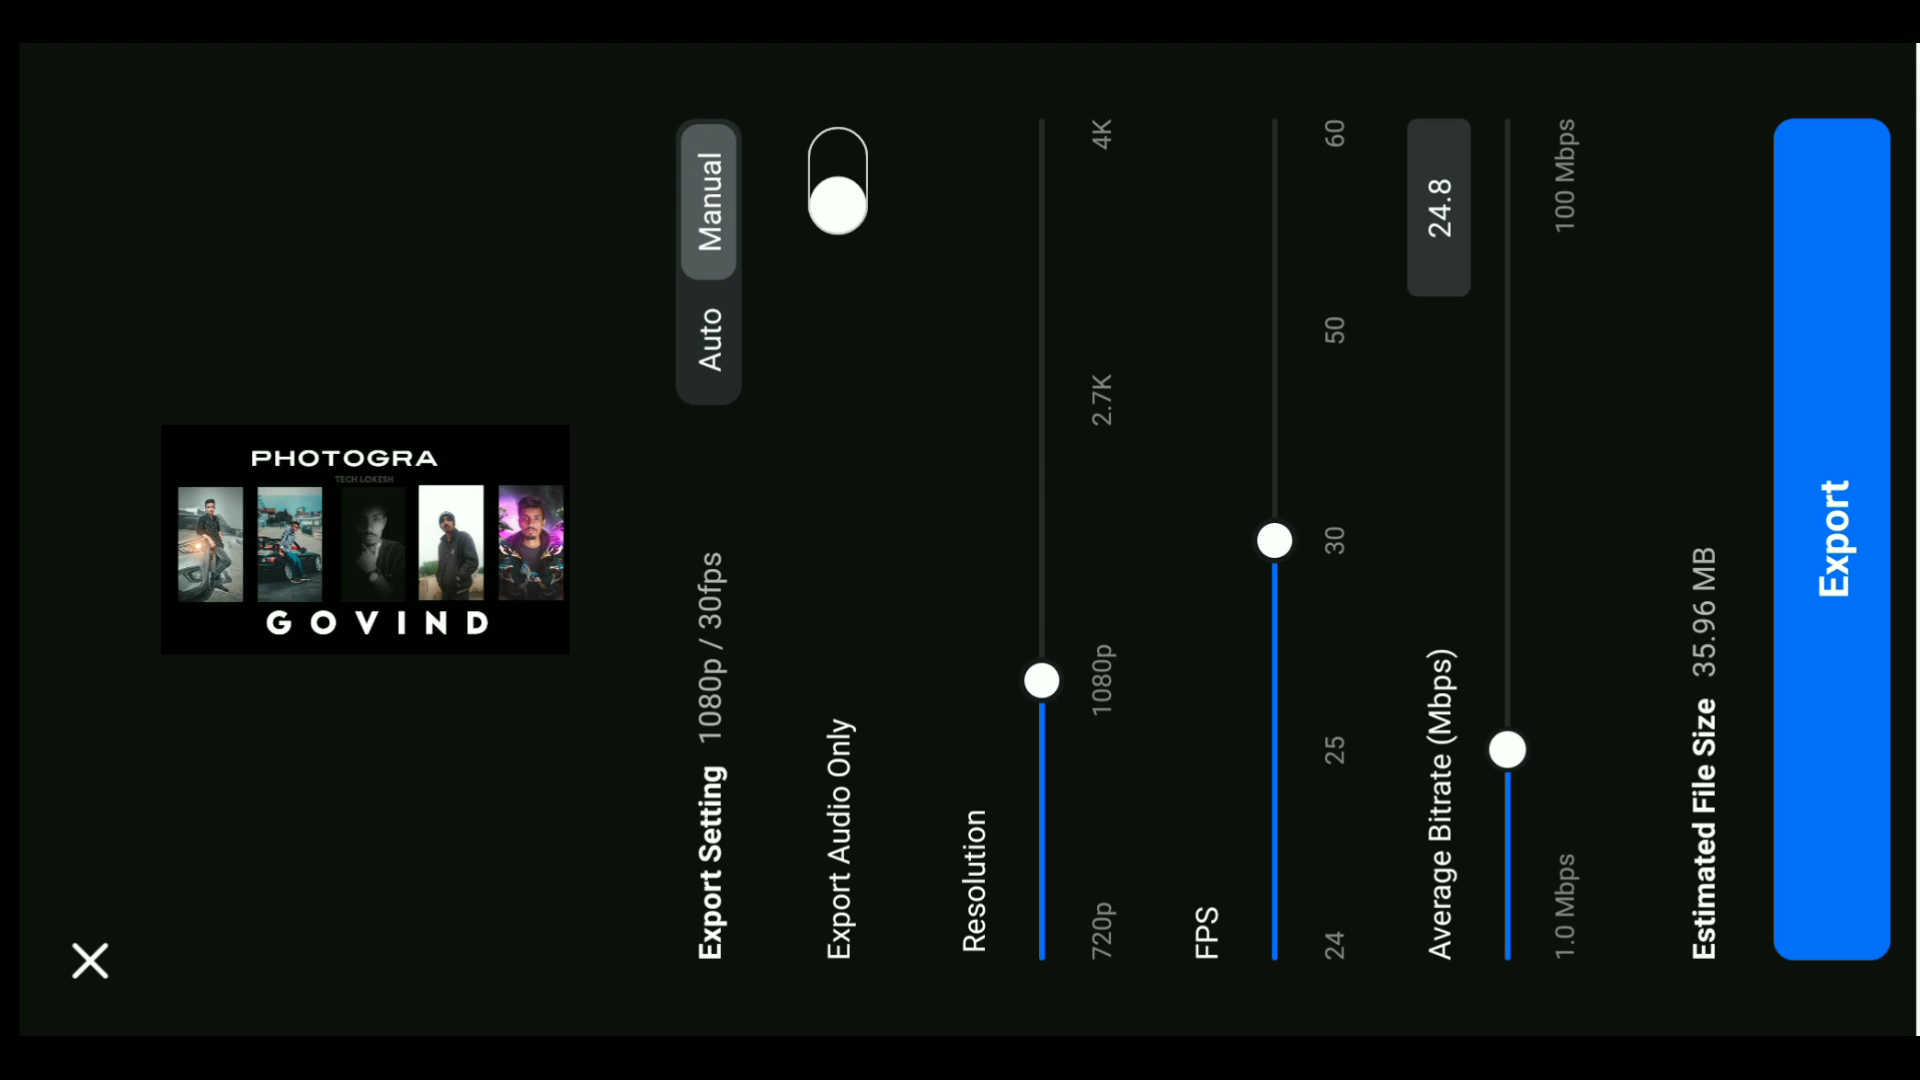 PHOTOGRA
TECH LOKESH
GOVIND
Export Setting 1080p / 30fps
Auto Manual
Export Audio Only
Resolution
720p 1080p 2.7K 4K
FPS
24 25 30 50 60
Average Bitrate (Mbps) 24.8
1.0 Mbps 100 Mbps
Estimated File Size 35.96 MB
Export